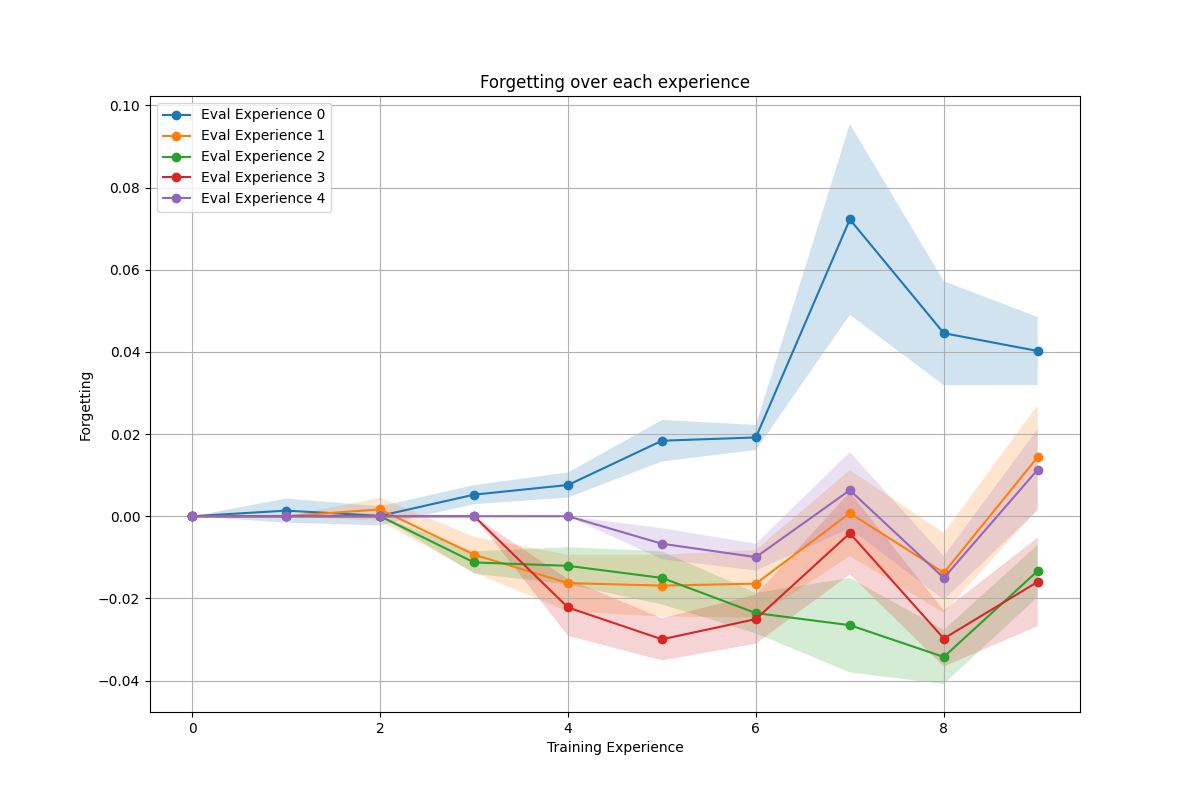 Forgetting over each experience
0.10
0.08
0.06
0.04
0.02
0.00
−0.02
−0.04
Forgetting
Eval Experience 0
Eval Experience 1
Eval Experience 2
Eval Experience 3
Eval Experience 4
0 2 4 6 8
Training Experience